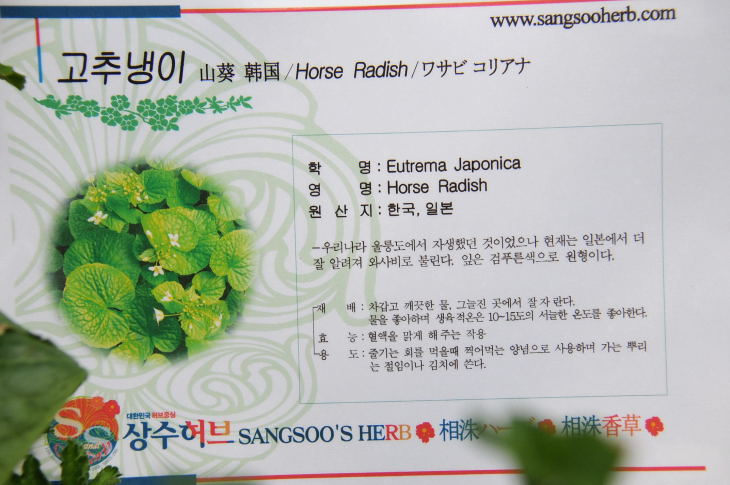 www.sangsooherb.com
고추냉이 山葵 韩国/Horse Radish/ワサビ コリアナ
학 명 : Eutrema Japonica
영 명 : Horse Radish
원 산 지 : 한국, 일본
-우리나라 울릉도에서 자생했던 것이었으나 현재는 일본에서 더
잘 알려져 와사비로 불린다. 잎은 검푸른색으로 원형이다.
재 배 : 차갑고 깨끗한 물, 그늘진 곳에서 잘 자란다.
물을 좋아하며 생육적온은 10~15도의 서늘한 온도를 좋아한다.
효 능 : 혈액을 맑게 해주는 작용
용 도 : 줄기는 회를 먹을때 찍어먹는 양념으로 사용하며 가는 뿌리
는 절임이나 김치에 쓴다.
대한민국 허브중심
상수허브 SANGSOO'S HERB 相洙ハーブ 相洙香草